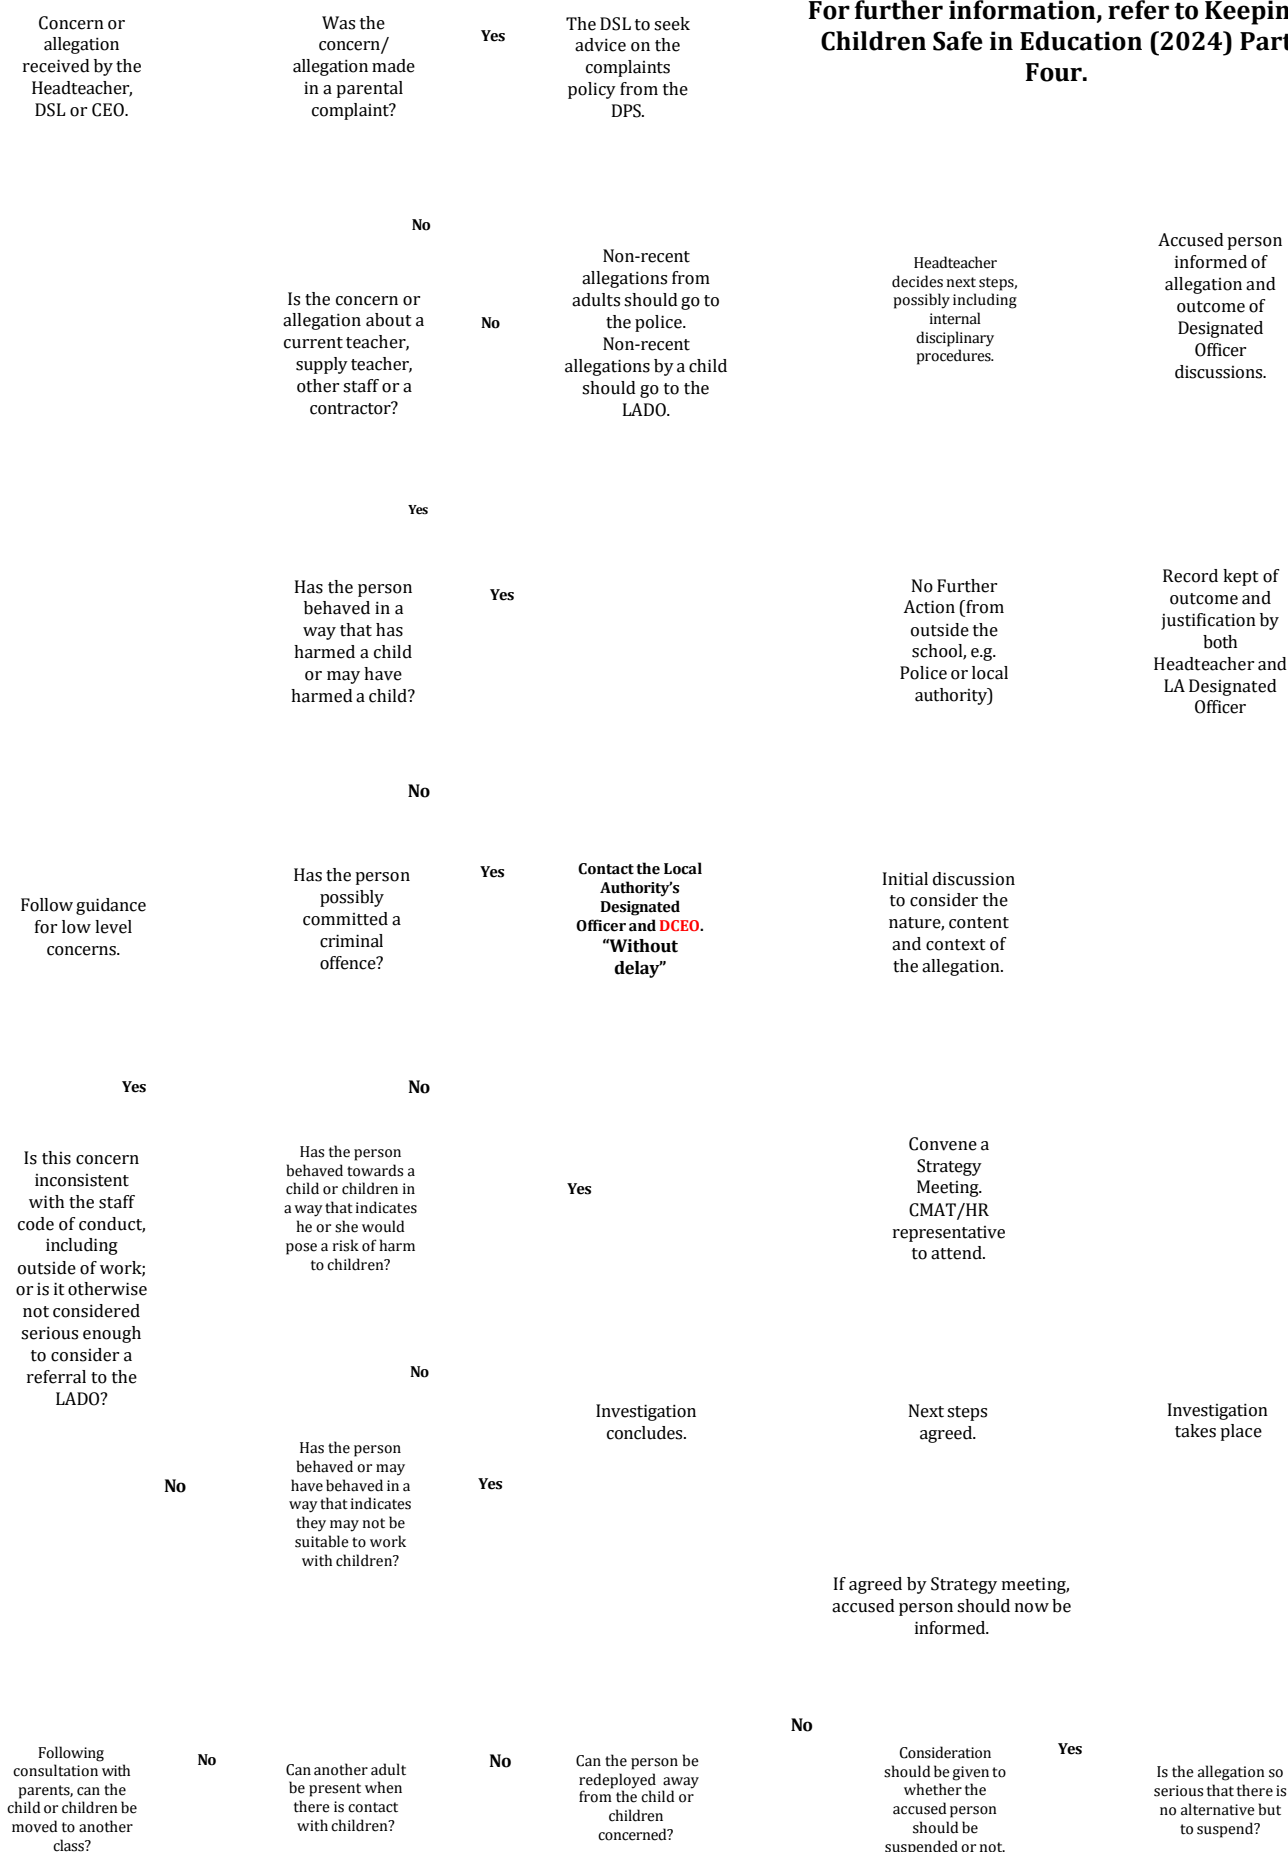 Concern or
allegation
received by the
Headteacher,
DSL or CEO.
Was the
concern/
allegation made
in a parental
complaint?
Yes
The DSL to seek
advice on the
complaints
policy from the
DPS.
For further information, refer to Keepin
Children Safe in Education (2024) Part
Four.
No
Is the concern or
allegation about a
current teacher,
supply teacher,
other staff or a
contractor?
No
Non-recent
allegations from
adults should go to
the police.
Non-recent
allegations by a child
should go to the
LADO.
Headteacher
decides next steps,
possibly including
internal
disciplinary
procedures.
Accused person
informed of
allegation and
outcome of
Designated
Officer
discussions.
Yes
Has the person
behaved in a
way that has
harmed a child
or may have
harmed a child?
Yes
No Further
Action (from
outside the
school, e.g.
Police or local
authority)
Record kept of
outcome and
justification by
both
Headteacher and
LA Designated
Officer
No
Follow guidance
for low level
concerns.
Has the person
possibly
committed a
criminal
offence?
Yes
Contact the Local
Authority’s
Designated
Officer and DCEO.
“Without
delay”
Initial discussion
to consider the
nature, content
and context of
the allegation.
Yes
No
Is this concern
inconsistent
with the staff
code of conduct,
including
outside of work;
or is it otherwise
not considered
serious enough
to consider a
referral to the
LADO?
Has the person
behaved towards a
child or children in
a way that indicates
he or she would
pose a risk of harm
to children?
Yes
Convene a
Strategy
Meeting.
CMAT/HR
representative
to attend.
No
Investigation
concludes.
Next steps
agreed.
Investigation
takes place
No
Has the person
behaved or may
have behaved in a
way that indicates
they may not be
suitable to work
with children?
Yes
If agreed by Strategy meeting,
accused person should now be
informed.
No
Following
consultation with
parents, can the
child or children be
moved to another
class?
No
Can another adult
be present when
there is contact
with children?
No
Can the person be
redeployed away
from the child or
children
concerned?
Consideration
should be given to
whether the
accused person
should be
suspended or not.
Yes
Is the allegation so
serious that there is
no alternative but
to suspend?